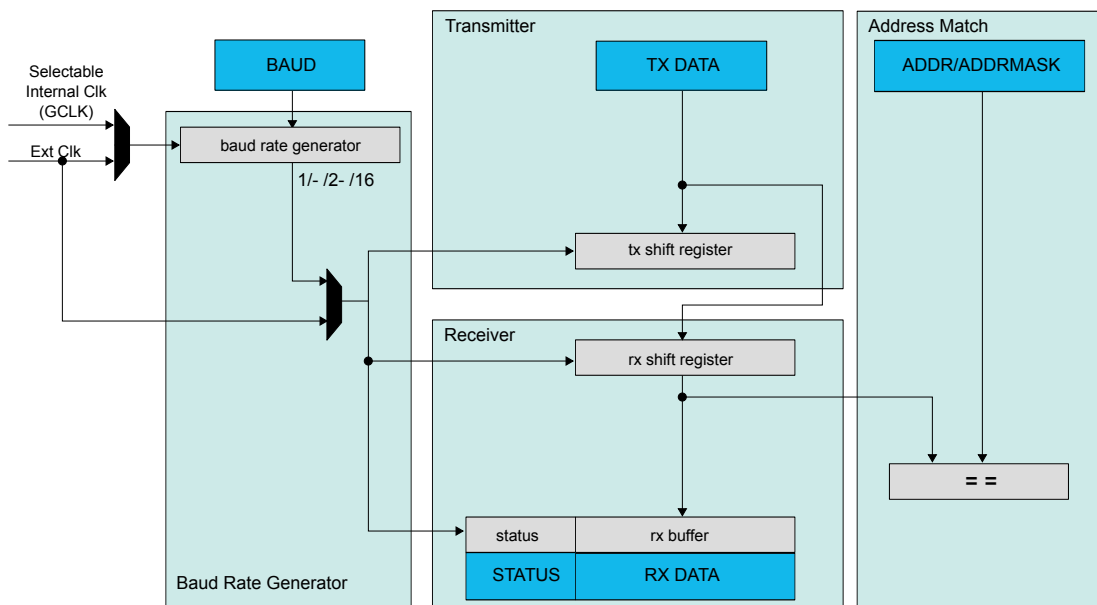 Transmitter
Address Match
BAUD
TX DATA
ADDR/ADDRMASK
Selectable
Internal Clk
(GCLK)
Ext Clk
baud rate generator
1/- /2- /16
tx shift register
Receiver
rx shift register
= =
status
rx buffer
STATUS
RX DATA
Baud Rate Generator